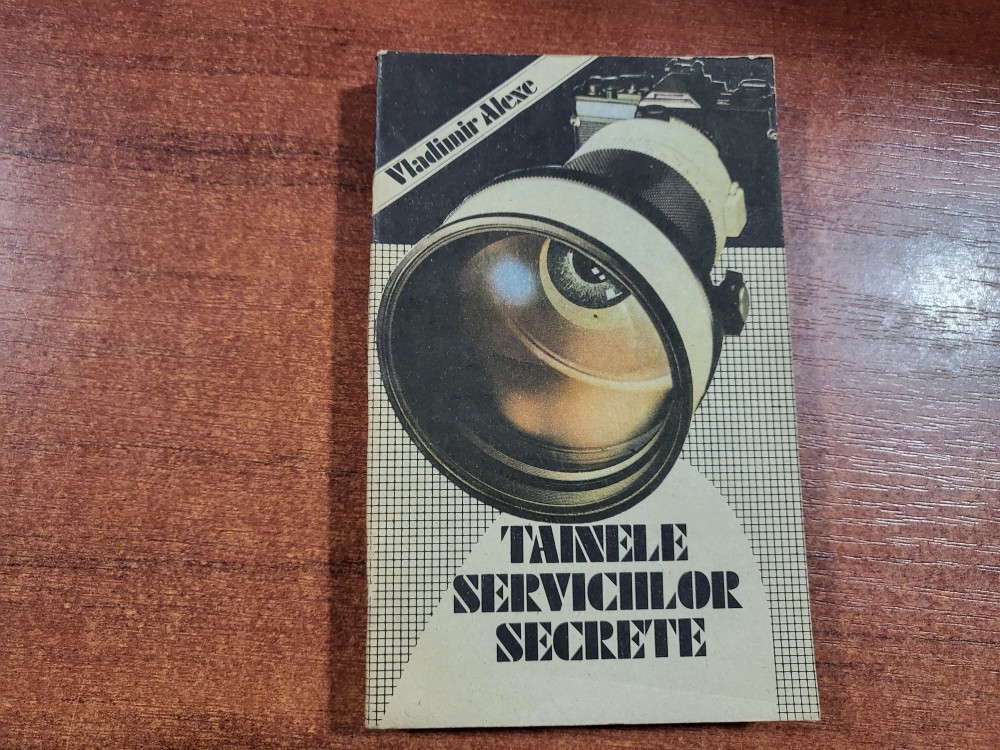 Vladimir Alexe
TAINELE
SERVICIILOR
SECRETE